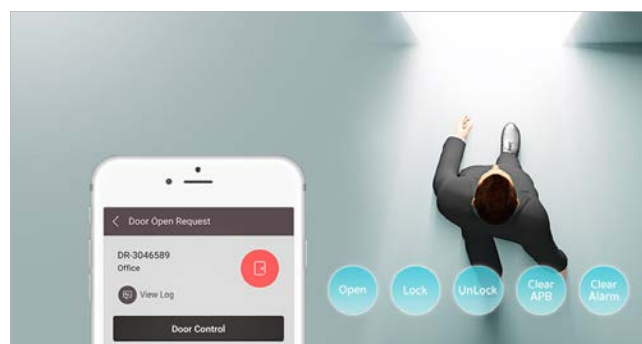 Door Open Request
DR-3046589
Office
View Log
Door Control
Open
Lock
UnLock
Clear
APB
Clear
Alarm